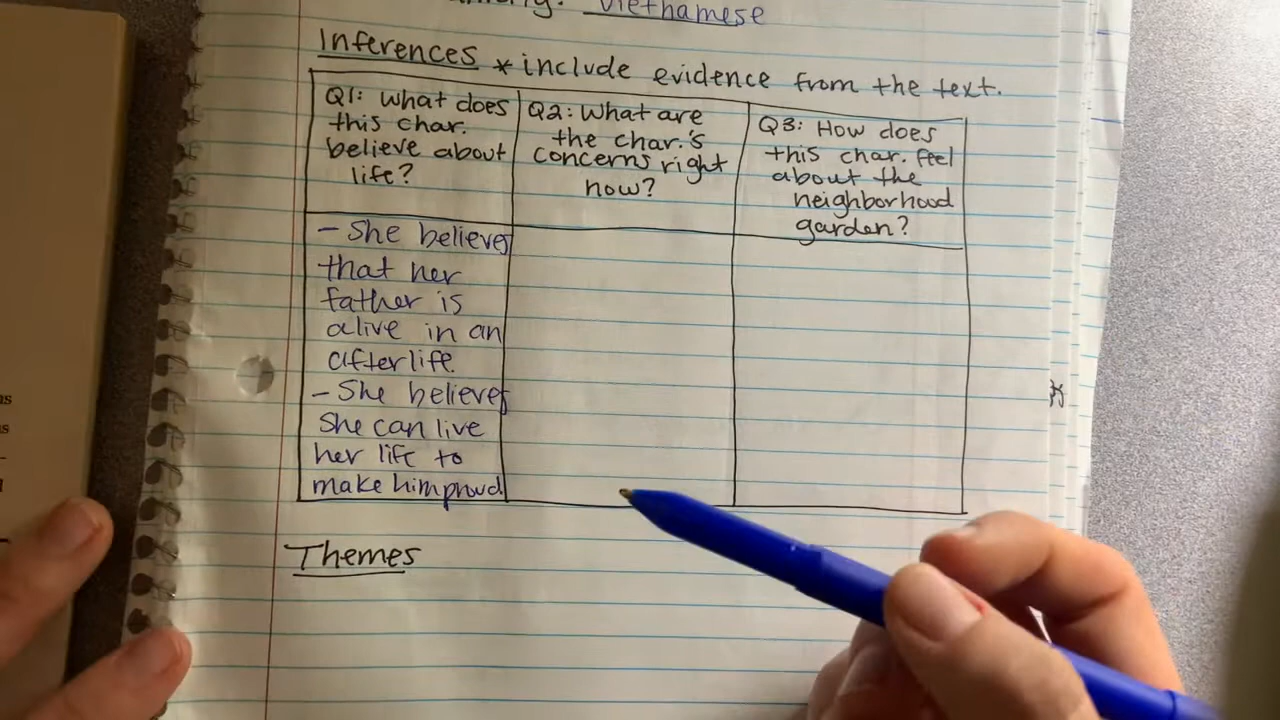 Vietnamese
Inferences *include evidence from the text.
Q1: What does
this char.
believe about
life?
Q2: What are
the char.'s
concerns right
now?
Q3: How does
this char. feel
about the
neighborhood
garden?
- She believes
that her
father is
alive in an
afterlife.
- She believes
She can live
her life to
make him proud.
Themes